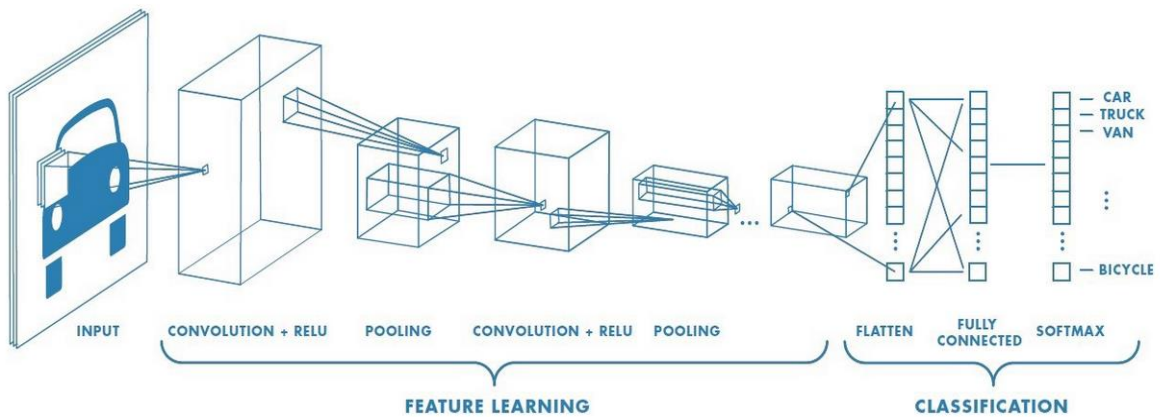 CAR
TRUCK
VAN
BICYCLE
INPUT
CONVOLUTION + RELU
POOLING
CONVOLUTION + RELU
POOLING
FLATTEN
FULLY
CONNECTED
SOFTMAX
FEATURE LEARNING
CLASSIFICATION